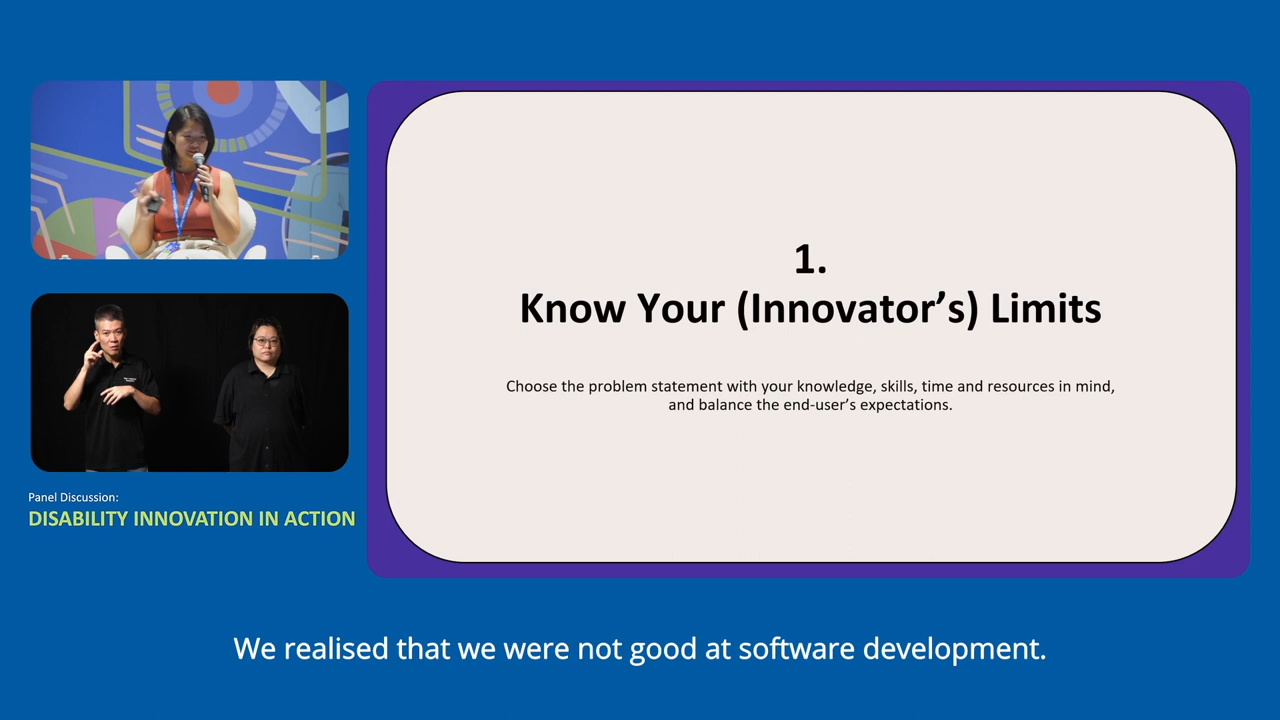 1.
Know Your (Innovator’s) Limits
Choose the problem statement with your knowledge, skills, time and resources in mind,
and balance the end-user’s expectations.
Panel Discussion:
DISABILITY INNOVATION IN ACTION
We realised that we were not good at software development.